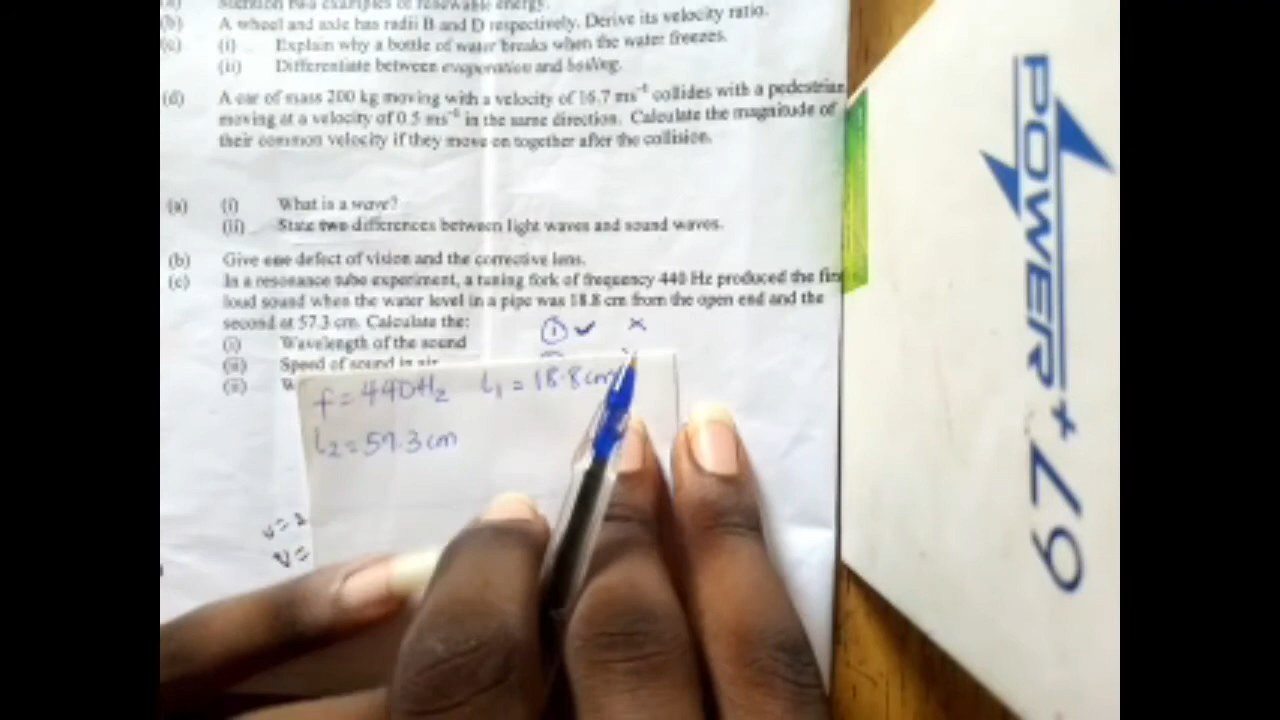 Mention two examples of renewable energy.
(b) A wheel and axle has radii B and D respectively. Derive its velocity ratio.
(c) (i) Explain why a bottle of water breaks when the water freezes.
(ii) Differentiate between evaporation and boiling.
(d) A car of mass 200 kg moving with a velocity of 16.7 ms⁻¹ collides with a pedestrian
moving at a velocity of 0.5 ms⁻¹ in the same direction. Calculate the magnitude of
their common velocity if they move on together after the collision.
(a) (i) What is a wave?
(ii) State two differences between light waves and sound waves.
(b) Give one defect of vision and the corrective lens.
(c) In a resonance tube experiment, a tuning fork of frequency 440 Hz produced the first
loud sound when the water level in a pipe was 18.8 cm from the open end and the
second at 57.3 cm. Calculate the:
(i) Wavelength of the sound
(ii) Speed of sound in air
(ii)
① ✓ ×
f = 440Hz l₁ = 18.8cm
l₂ = 57.3cm
v =
v =
POWER+ L9